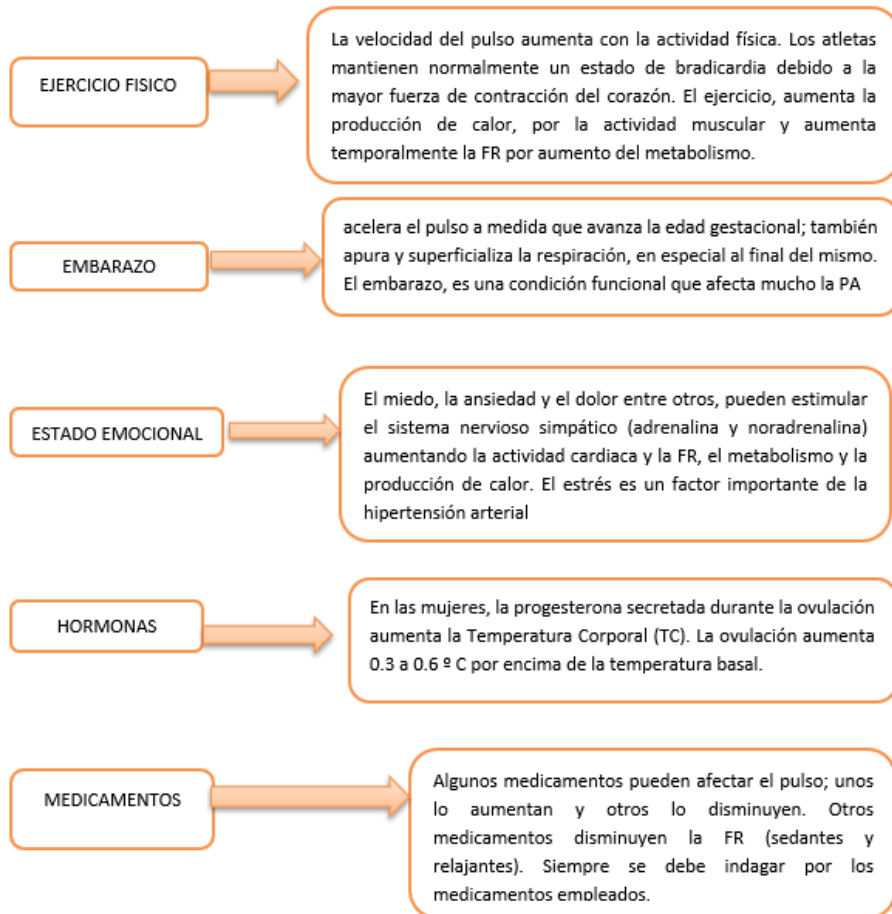 EJERCICIO FISICO
La velocidad del pulso aumenta con la actividad física. Los atletas
mantienen normalmente un estado de bradicardia debido a la
mayor fuerza de contracción del corazón. El ejercicio, aumenta la
producción de calor, por la actividad muscular y aumenta
temporalmente la FR por aumento del metabolismo.
EMBARAZO
acelera el pulso a medida que avanza la edad gestacional; también
apura y superficializa la respiración, en especial al final del mismo.
El embarazo, es una condición funcional que afecta mucho la PA
ESTADO EMOCIONAL
El miedo, la ansiedad y el dolor entre otros, pueden estimular
el sistema nervioso simpático (adrenalina y noradrenalina)
aumentando la actividad cardiaca y la FR, el metabolismo y la
producción de calor. El estrés es un factor importante de la
hipertensión arterial
HORMONAS
En las mujeres, la progesterona secretada durante la ovulación
aumenta la Temperatura Corporal (TC). La ovulación aumenta
0.3 a 0.6 º C por encima de la temperatura basal.
MEDICAMENTOS
Algunos medicamentos pueden afectar el pulso; unos
lo aumentan y otros lo disminuyen. Otros
medicamentos disminuyen la FR (sedantes y
relajantes). Siempre se debe indagar por los
medicamentos empleados.